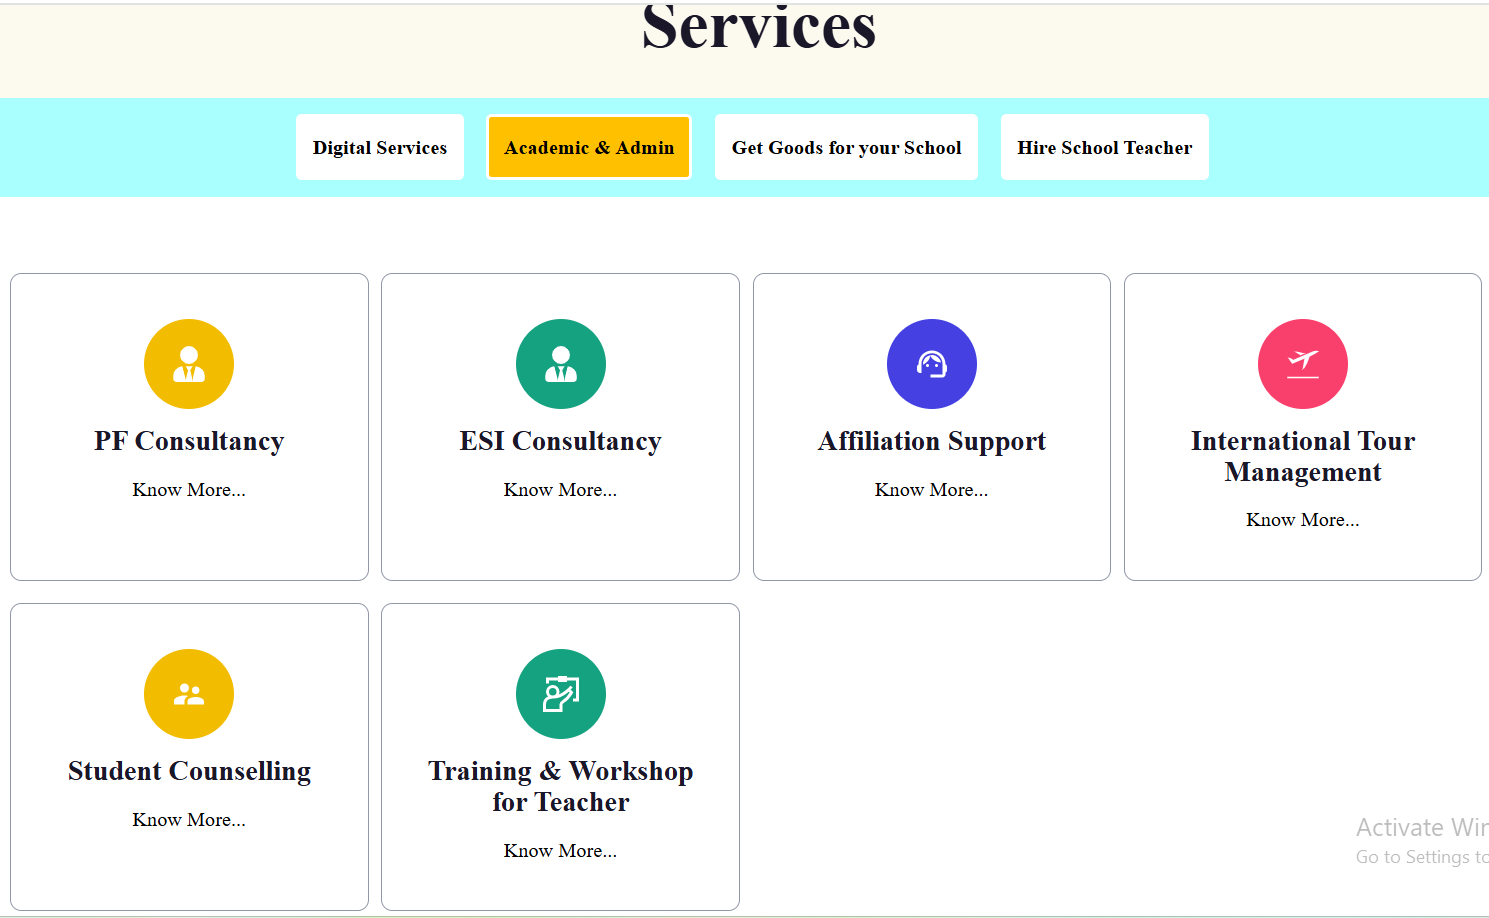 Services
Digital Services
Academic & Admin
Get Goods for your School
Hire School Teacher
PF Consultancy
Know More...
ESI Consultancy
Know More...
Affiliation Support
Know More...
International Tour
Management
Know More...
Student Counselling
Know More...
Training & Workshop
for Teacher
Know More...
Activate Wir
Go to Settings to